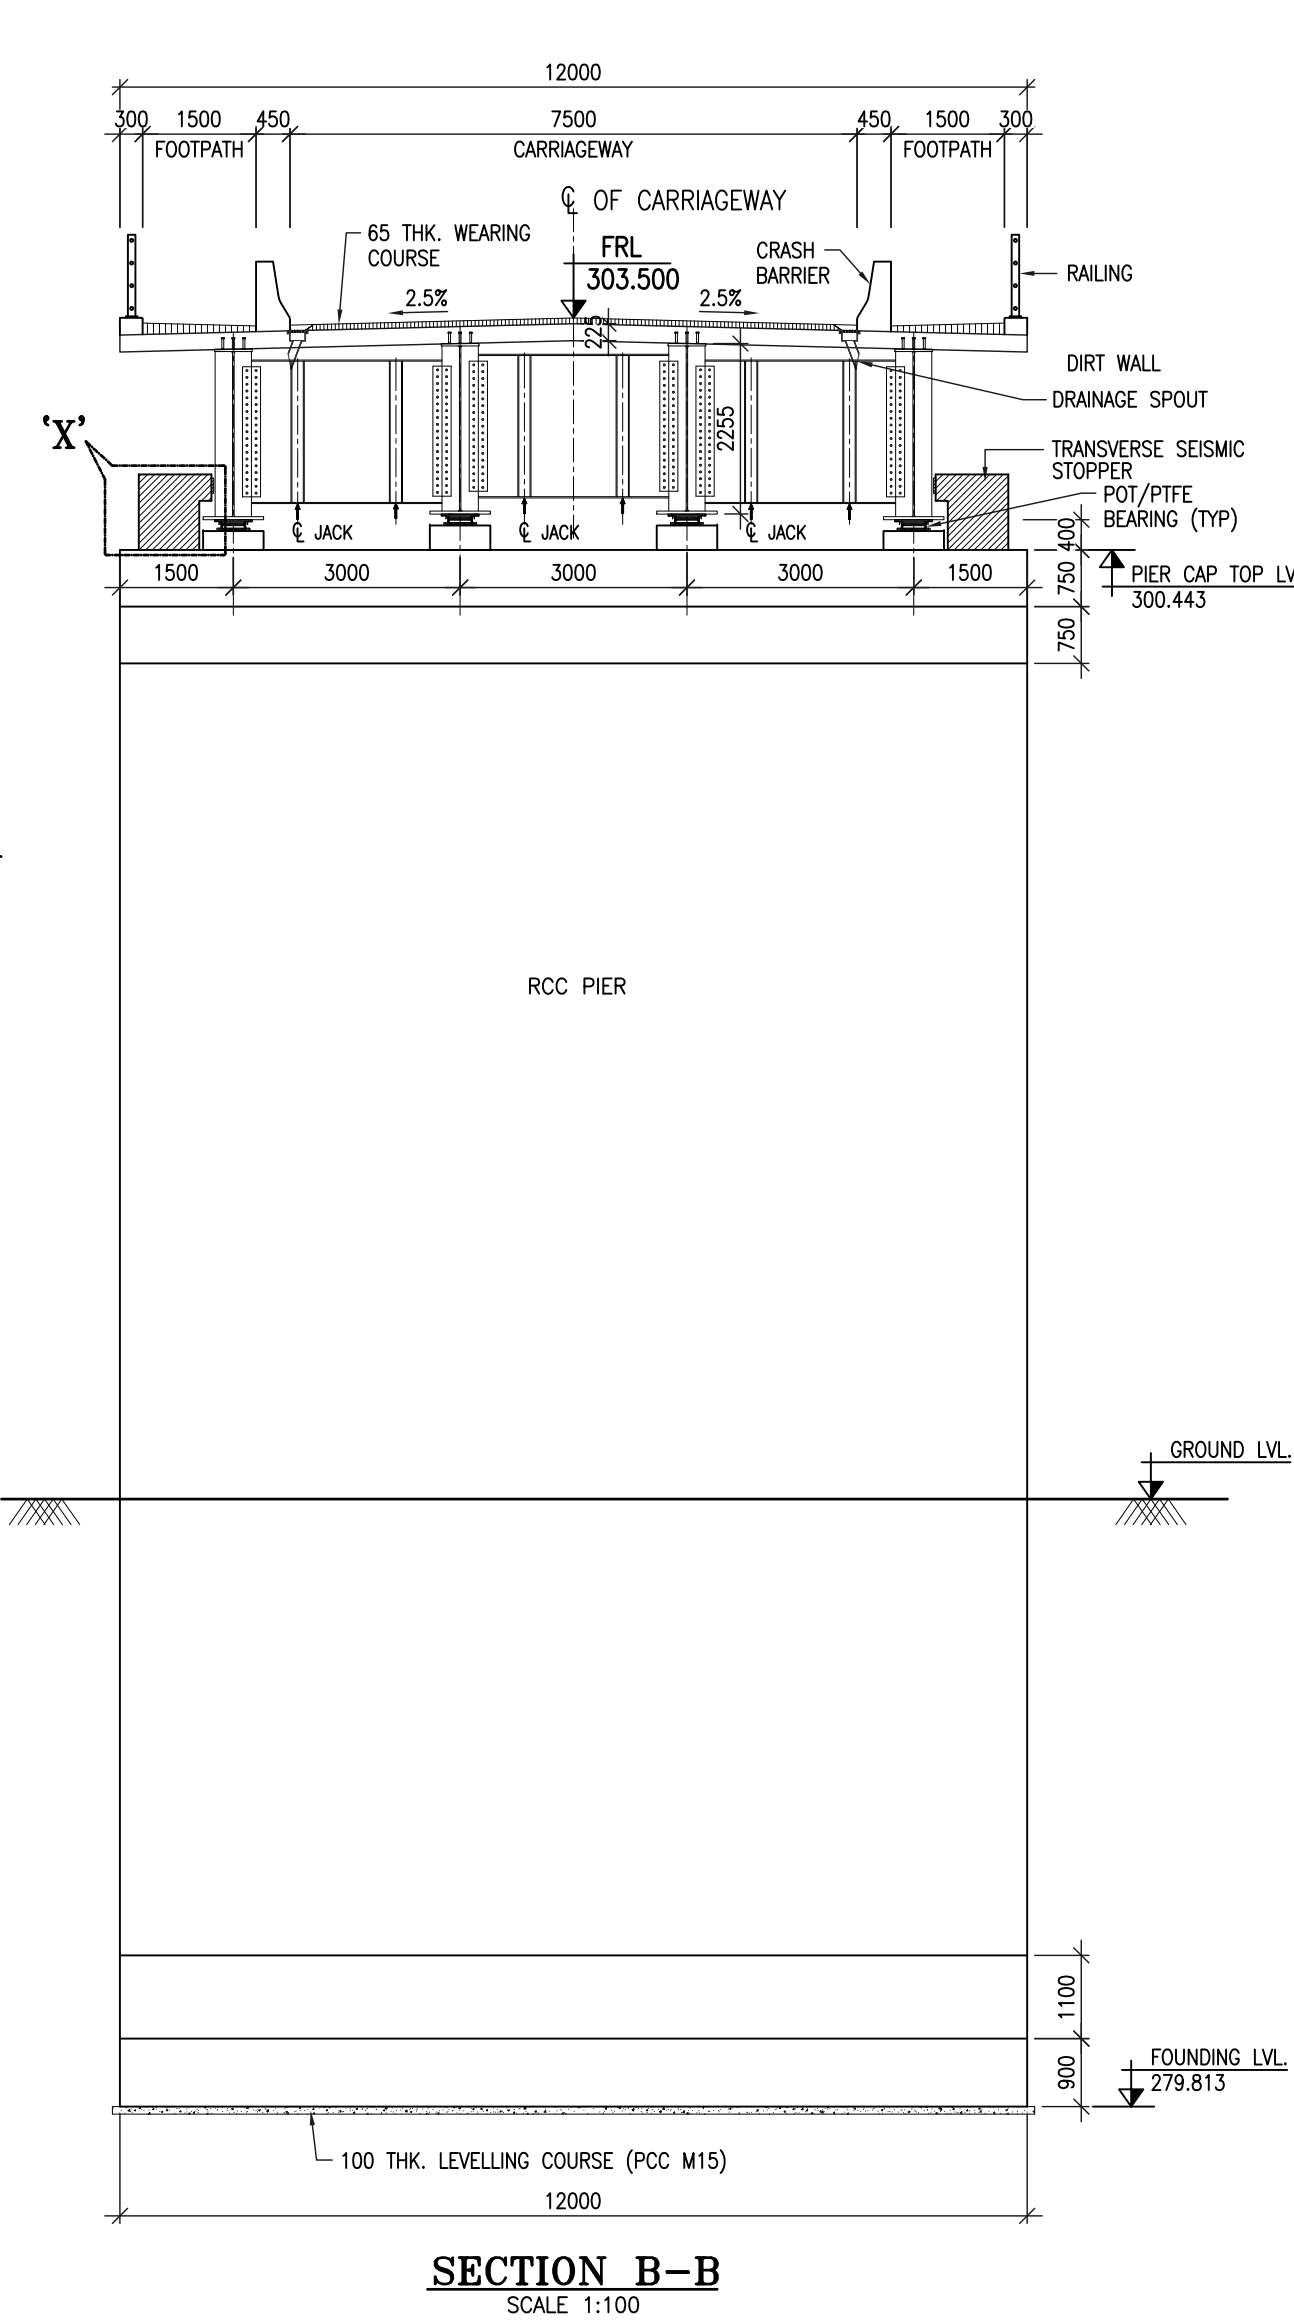 12000
300 1500 450 7500 450 1500 300
FOOTPATH CARRIAGEWAY FOOTPATH
℄ OF CARRIAGEWAY
65 THK. WEARING
COURSE
FRL
303.500
CRASH
BARRIER
RAILING
2.5% 2.5%
225
DIRT WALL
DRAINAGE SPOUT
'X'
2255
TRANSVERSE SEISMIC
STOPPER
POT/PTFE
BEARING (TYP)
℄ JACK ℄ JACK ℄ JACK
400
1500 3000 3000 3000 1500
750
PIER CAP TOP LV
300.443
750
RCC PIER
GROUND LVL.
1100
900
FOUNDING LVL.
279.813
100 THK. LEVELLING COURSE (PCC M15)
12000
SECTION B-B
SCALE 1:100